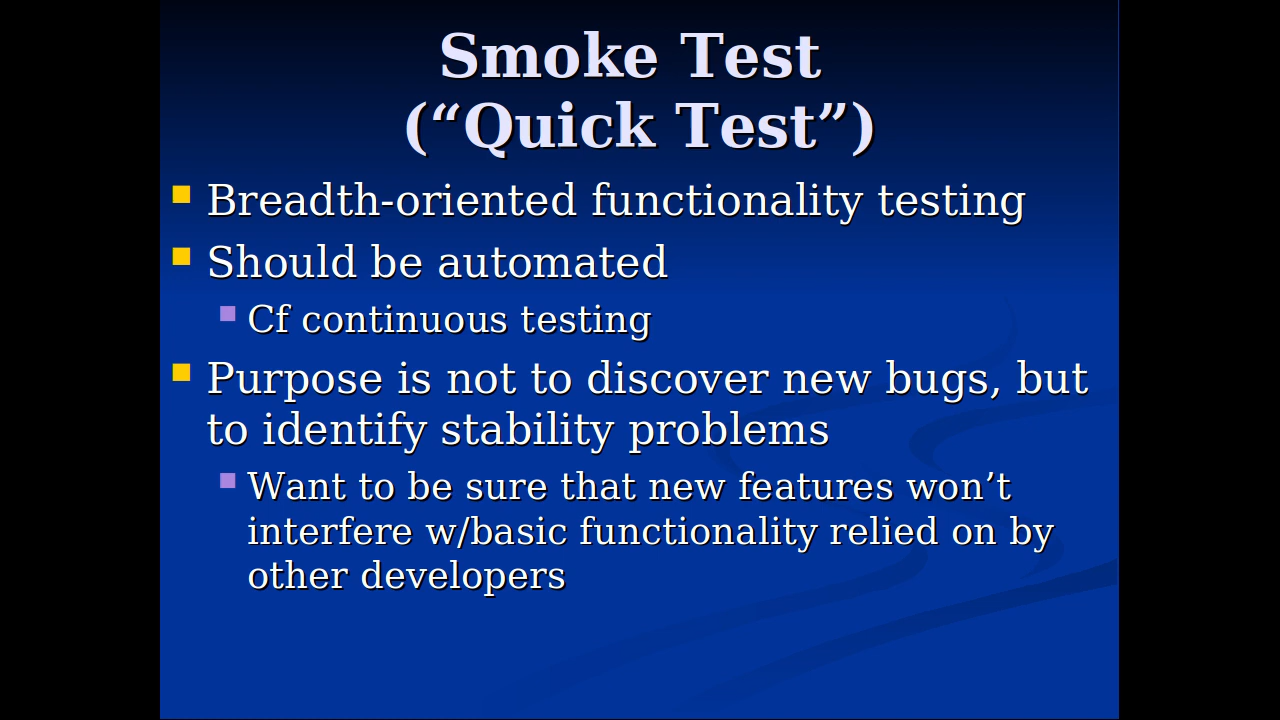 Smoke Test
(“Quick Test”)
Breadth-oriented functionality testing
Should be automated
Cf continuous testing
Purpose is not to discover new bugs, but
to identify stability problems
Want to be sure that new features won’t
interfere w/basic functionality relied on by
other developers